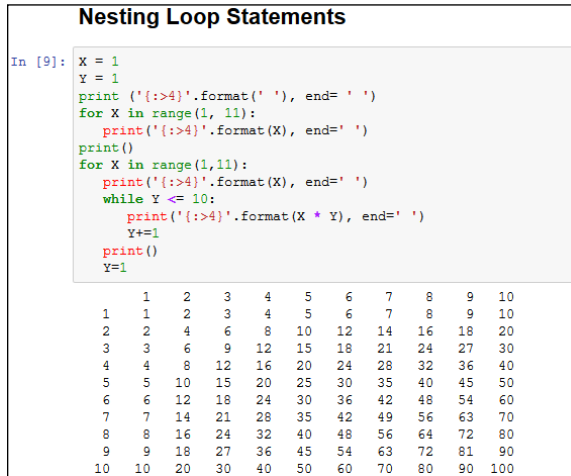 Nesting Loop Statements
In [9]: X = 1
Y = 1
print ('{:>4}'.format(' '), end= ' ')
for X in range(1, 11):
   print('{:>4}'.format(X), end=' ')
print()
for X in range(1,11):
   print('{:>4}'.format(X), end=' ')
   while Y <= 10:
      print('{:>4}'.format(X * Y), end=' ')
      Y+=1
   print()
   Y=1
1 2 3 4 5 6 7 8 9 10
1 1 2 3 4 5 6 7 8 9 10
2 2 4 6 8 10 12 14 16 18 20
3 3 6 9 12 15 18 21 24 27 30
4 4 8 12 16 20 24 28 32 36 40
5 5 10 15 20 25 30 35 40 45 50
6 6 12 18 24 30 36 42 48 54 60
7 7 14 21 28 35 42 49 56 63 70
8 8 16 24 32 40 48 56 64 72 80
9 9 18 27 36 45 54 63 72 81 90
10 10 20 30 40 50 60 70 80 90 100